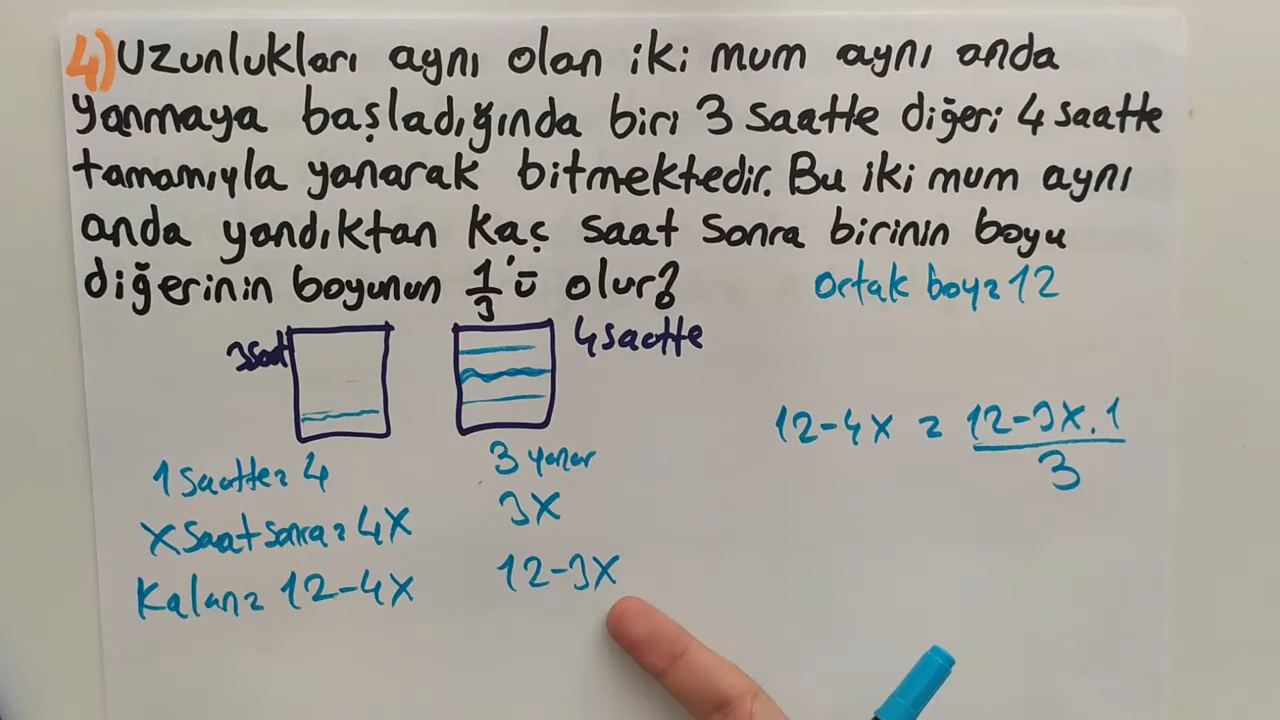 4) Uzunlukları aynı olan iki mum aynı anda
yanmaya başladığında biri 3 saatte diğeri 4 saatte
tamamıyla yanarak bitmektedir. Bu iki mum aynı
anda yandıktan kaç saat sonra birinin boyu
diğerinin boyunun 1/3'ü olur?
Ortak boy=12
3saat
4saatte
12-4x = 12-3x.1/3
1saatte=4
3 yanar
x saat sonra=4x
3x
Kalan=12-4x
12-3x